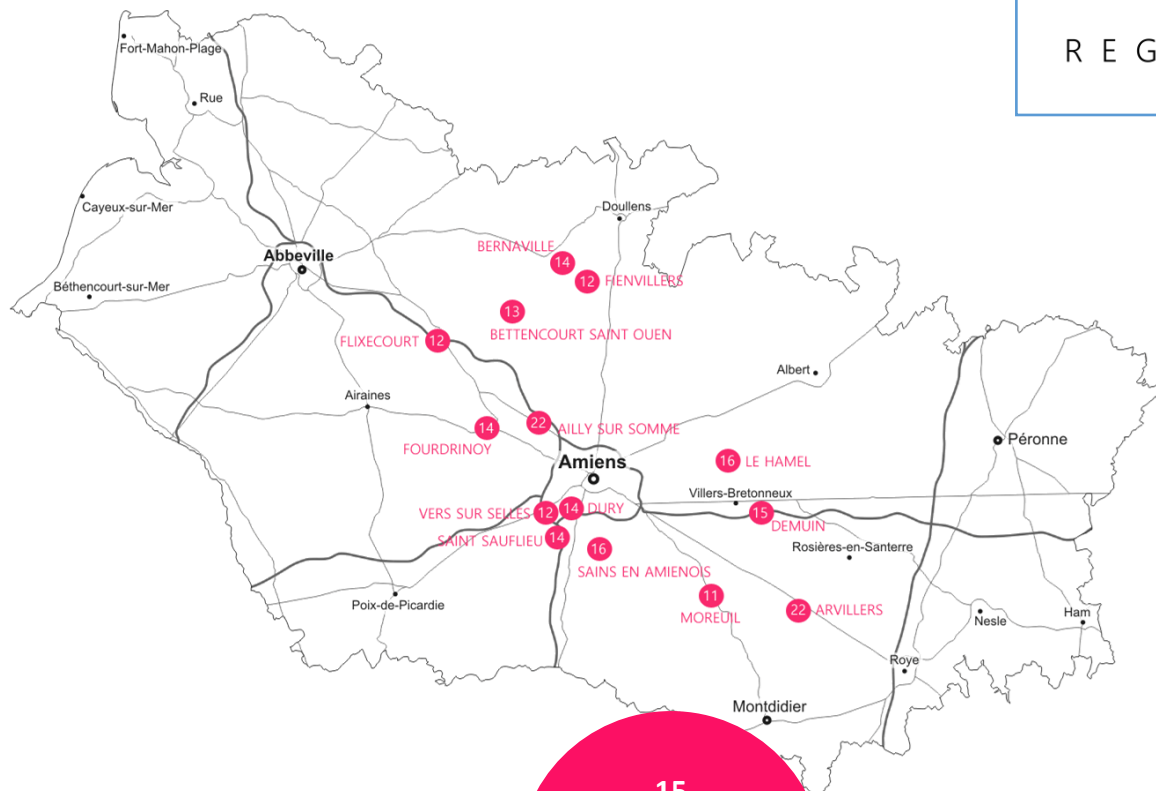 R E G
Fort-Mahon-Plage
Rue
Cayeux-sur-Mer
Doullens
BERNAVILLE
Abbeville
14
12 FIENVILLERS
Béthencourt-sur-Mer
13
BETTENCOURT SAINT OUEN
FLIXECOURT 12
Albert
Airaines
22 AILLY SUR SOMME
14
FOURDRINOY
Péronne
Amiens
16 LE HAMEL
Villers-Bretonneux
VERS SUR SELLES 12
14 DURY
15
DEMUIN
SAINT SAUFLIEU 14
16
SAINS EN AMIENOIS
Rosières-en-Santerre
Poix-de-Picardie
11
MOREUIL
22 ARVILLERS
Nesle
Ham
Roye
Montdidier
15